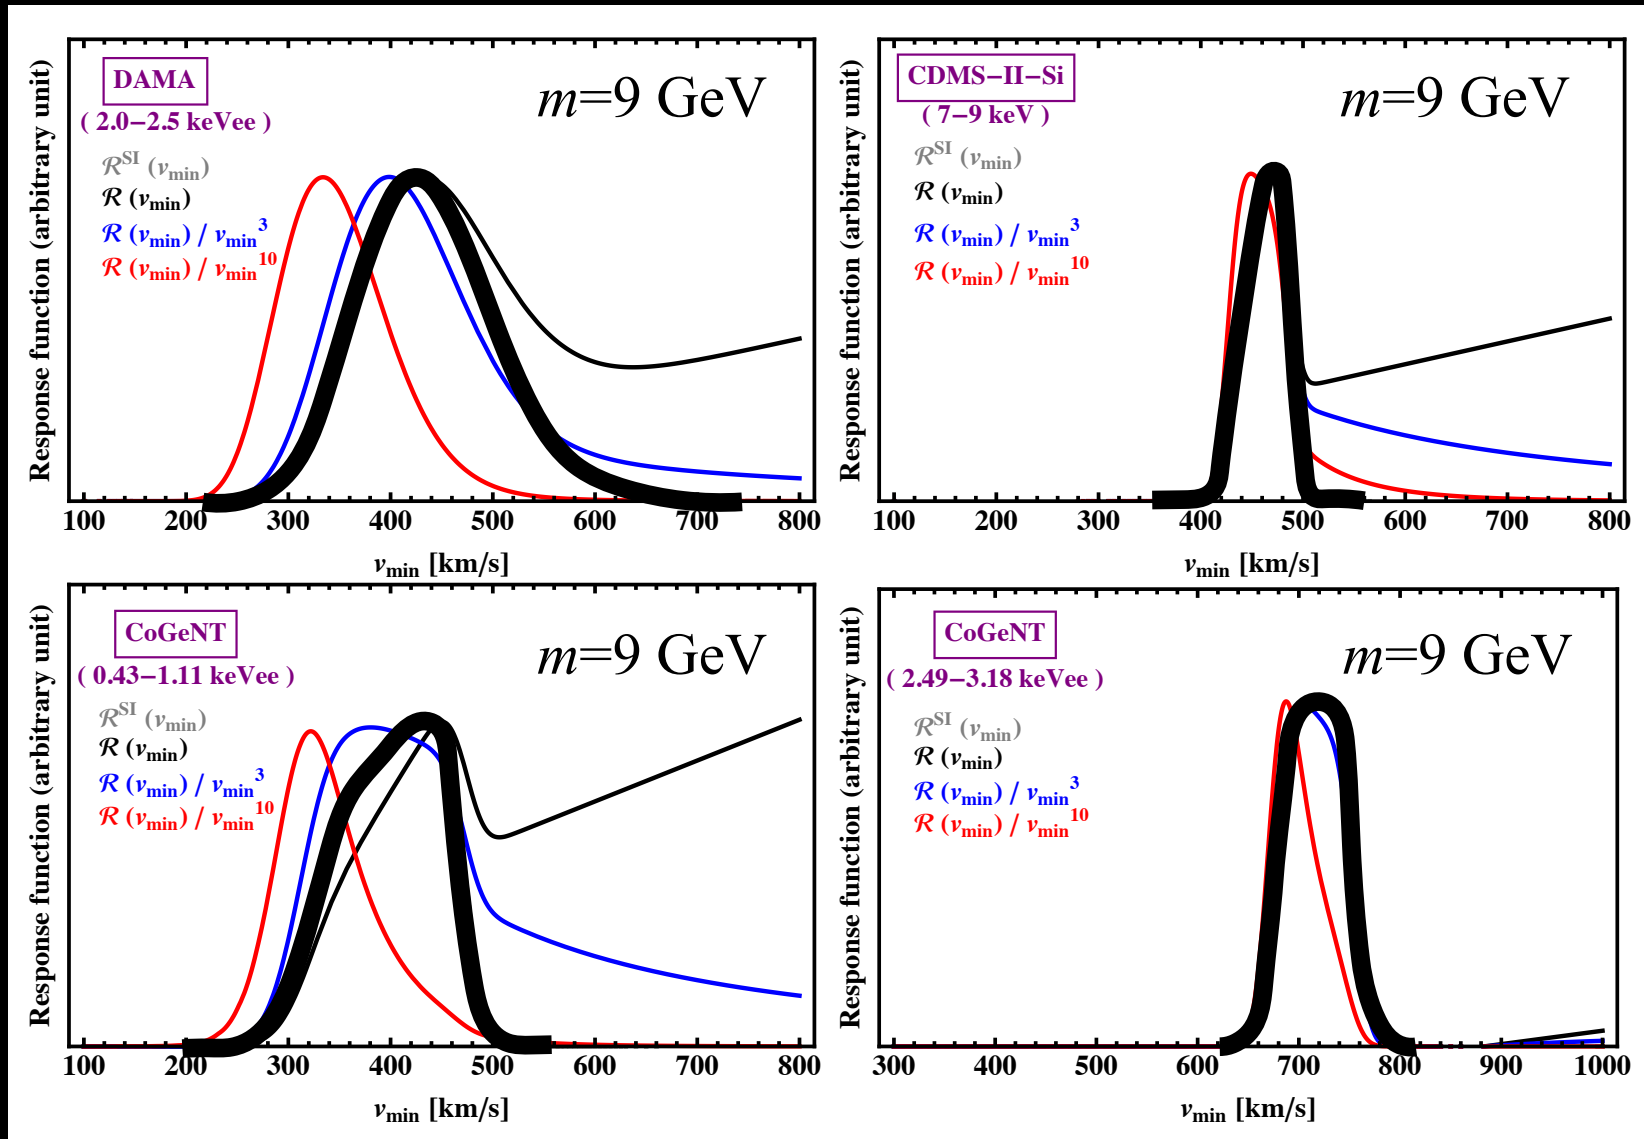 DAMA
( 2.0−2.5 keVee )
m=9 GeV
ℛ^SI (v_min)
ℛ (v_min)
ℛ (v_min) / v_min^3
ℛ (v_min) / v_min^10
Response function (arbitrary unit)
100 200 300 400 500 600 700 800
v_min [km/s]
CDMS−II−Si
( 7−9 keV )
m=9 GeV
ℛ^SI (v_min)
ℛ (v_min)
ℛ (v_min) / v_min^3
ℛ (v_min) / v_min^10
Response function (arbitrary unit)
100 200 300 400 500 600 700 800
v_min [km/s]
CoGeNT
( 0.43−1.11 keVee )
m=9 GeV
ℛ^SI (v_min)
ℛ (v_min)
ℛ (v_min) / v_min^3
ℛ (v_min) / v_min^10
Response function (arbitrary unit)
100 200 300 400 500 600 700 800
v_min [km/s]
CoGeNT
( 2.49−3.18 keVee )
m=9 GeV
ℛ^SI (v_min)
ℛ (v_min)
ℛ (v_min) / v_min^3
ℛ (v_min) / v_min^10
Response function (arbitrary unit)
300 400 500 600 700 800 900 1000
v_min [km/s]